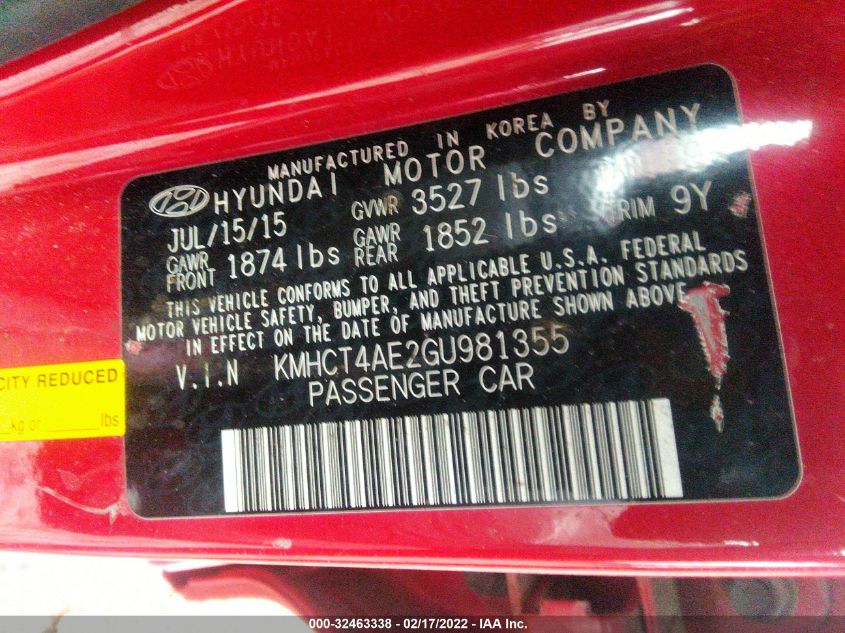 MANUFACTURED IN KOREA BY
HYUNDAI MOTOR COMPANY
JUL/15/15 GVWR 3527 lbs
GAWR FRONT 1874 lbs GAWR REAR 1852 lbs TRIM 9Y
THIS VEHICLE CONFORMS TO ALL APPLICABLE U.S.A. FEDERAL
MOTOR VEHICLE SAFETY, BUMPER, AND THEFT PREVENTION STANDARDS
IN EFFECT ON THE DATE OF MANUFACTURE SHOWN ABOVE
V.I.N KMHCT4AE2GU981355
PASSENGER CAR
CITY REDUCED
kg or lbs
000-32463338 - 02/17/2022 - IAA Inc.